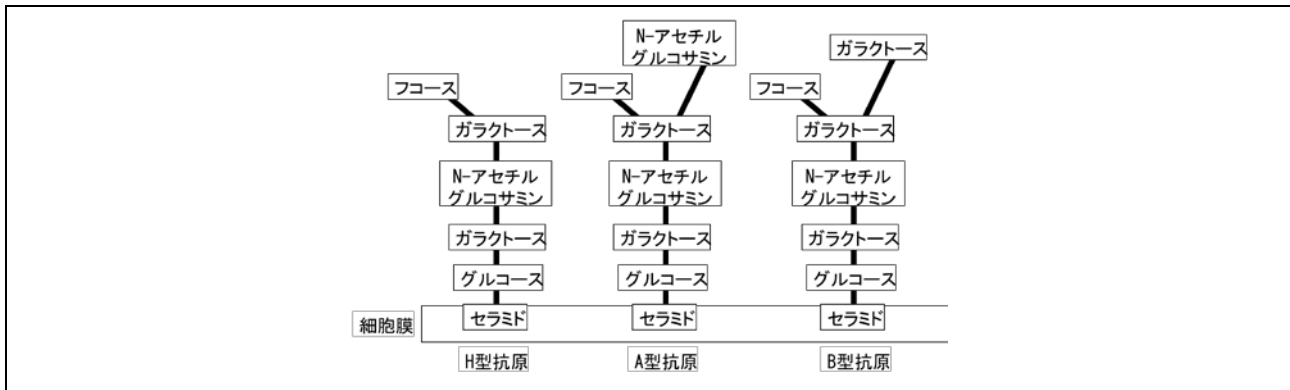 N-アセチル
グルコサミン
ガラクトース
フコース
フコース
フコース
ガラクトース
ガラクトース
ガラクトース
N-アセチル
グルコサミン
N-アセチル
グルコサミン
N-アセチル
グルコサミン
ガラクトース
ガラクトース
ガラクトース
グルコース
グルコース
グルコース
細胞膜
セラミド
セラミド
セラミド
H型抗原
A型抗原
B型抗原